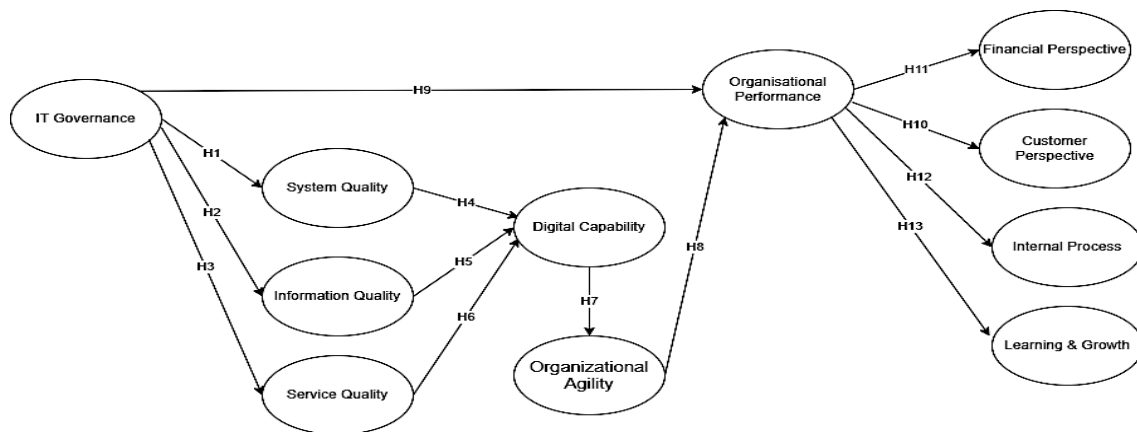 Financial Perspective
H11
Organisational
Performance
H9
IT Governance
H10
Customer
Perspective
H1
System Quality
H4
H12
H2
Digital Capability
H13
H8
Internal Process
H3
H5
Information Quality
H7
H6
Learning & Growth
Organizational
Agility
Service Quality